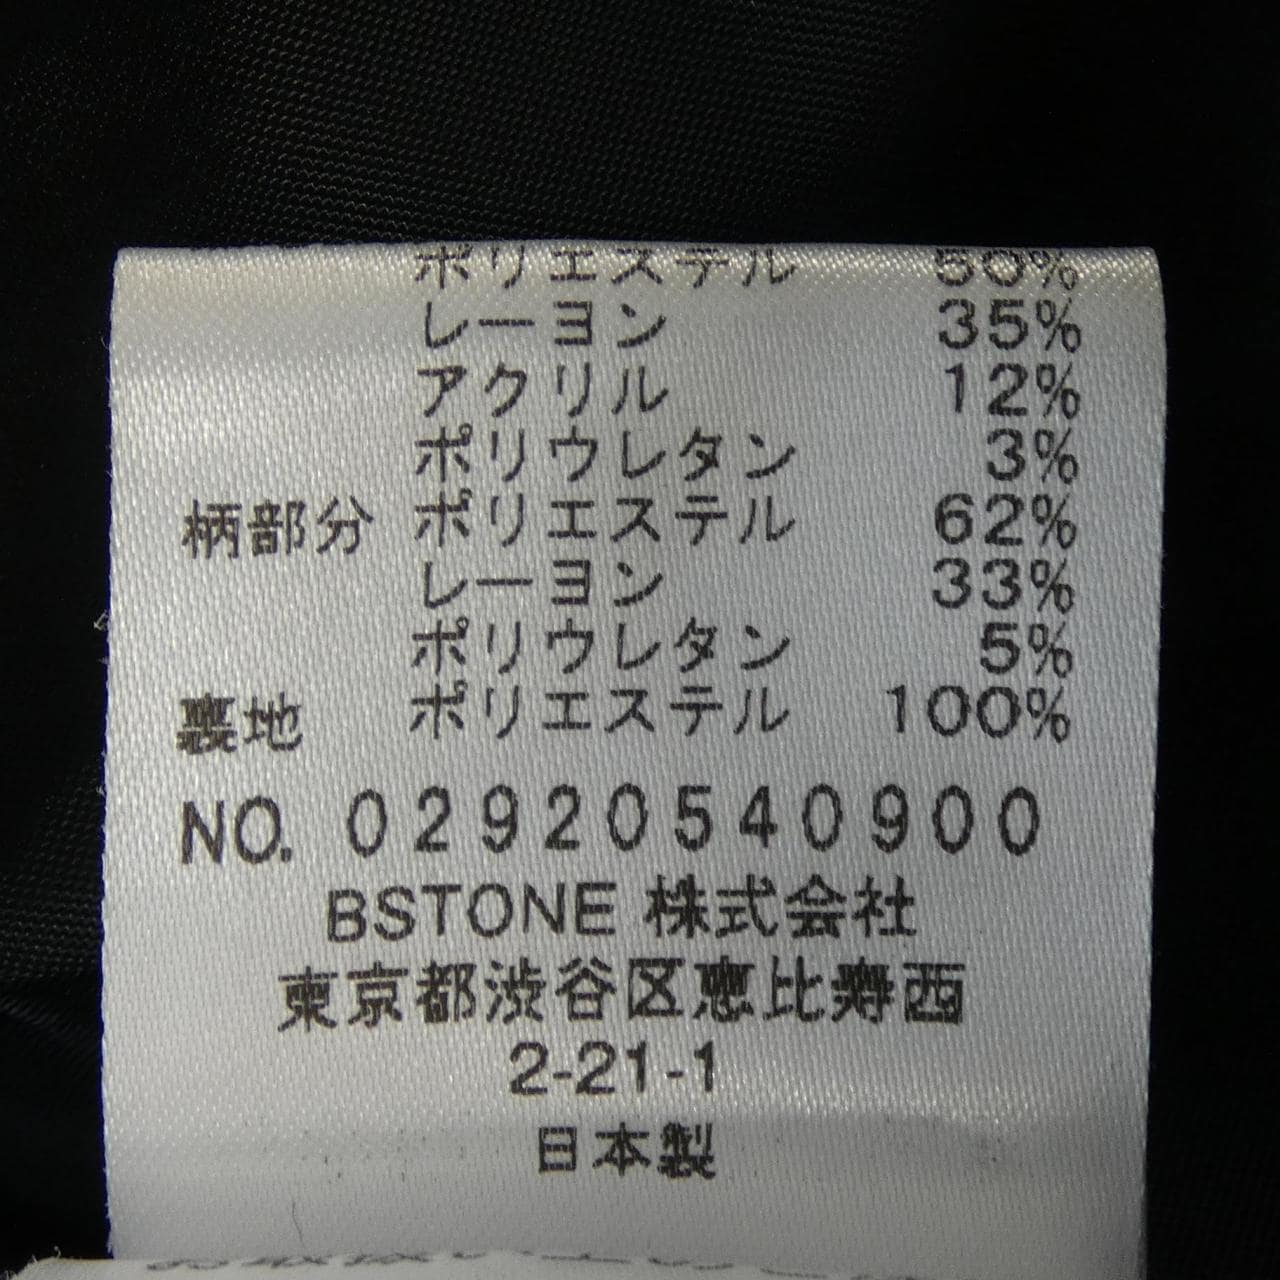 ポリエステル 50%
レーヨン 35%
アクリル 12%
ポリウレタン 3%
柄部分 ポリエステル 62%
レーヨン 33%
ポリウレタン 5%
裏地 ポリエステル 100%
NO. 02920540900
BSTONE 株式会社
東京都渋谷区恵比寿西
2-21-1
日本製